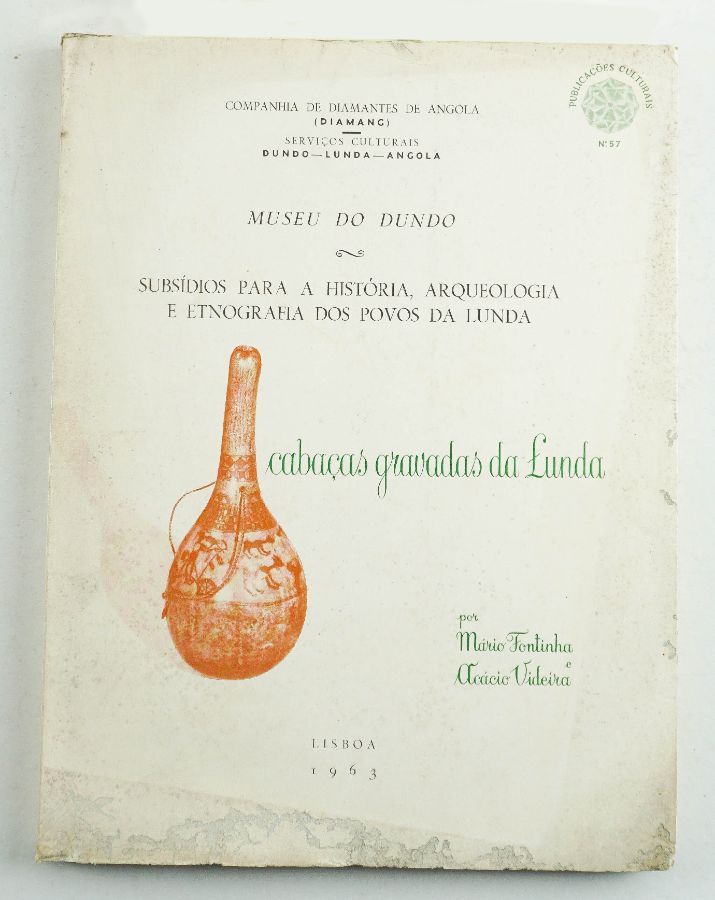 PUBLICAÇÕES CULTURAIS
Nº 57
COMPANHIA DE DIAMANTES DE ANGOLA
(DIAMANG)
SERVIÇOS CULTURAIS
DUNDO—LUNDA—ANGOLA
MUSEU DO DUNDO
SUBSÍDIOS PARA A HISTÓRIA, ARQUEOLOGIA
E ETNOGRAFIA DOS POVOS DA LUNDA
cabaças gravadas da Lunda
por
Mário Fontinha
e
Acácio Videira
LISBOA
1963